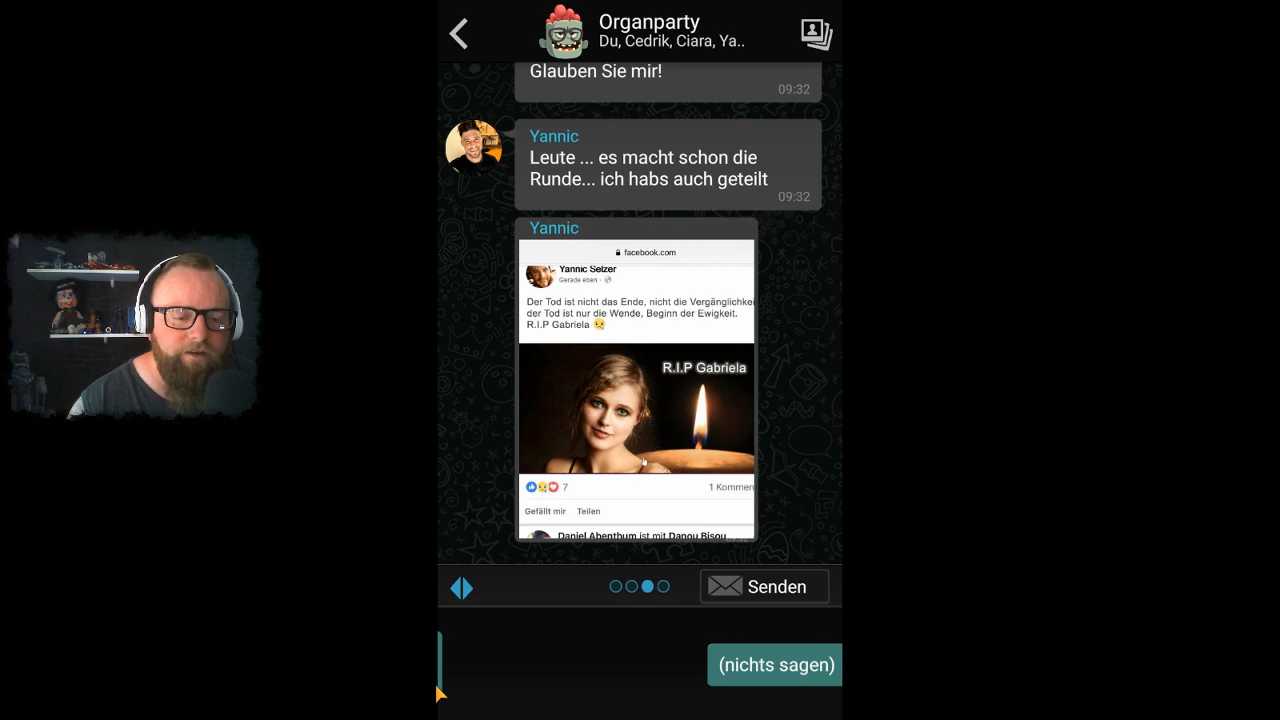 Organparty
Du, Cedrik, Ciara, Ya..
Glauben Sie mir!
09:32
Yannic
Leute ... es macht schon die
Runde... ich habs auch geteilt
09:32
Yannic
facebook.com
Yannic Selzer
Gerade eben ·
Der Tod ist nicht das Ende, nicht die Vergänglichkei
der Tod ist nur die Wende, Beginn der Ewigkeit.
R.I.P Gabriela 😢
R.I.P Gabriela
7
1 Kommen
Gefällt mir Teilen
Daniel Abenthum ist mit Danou Bisou
Senden
(nichts sagen)